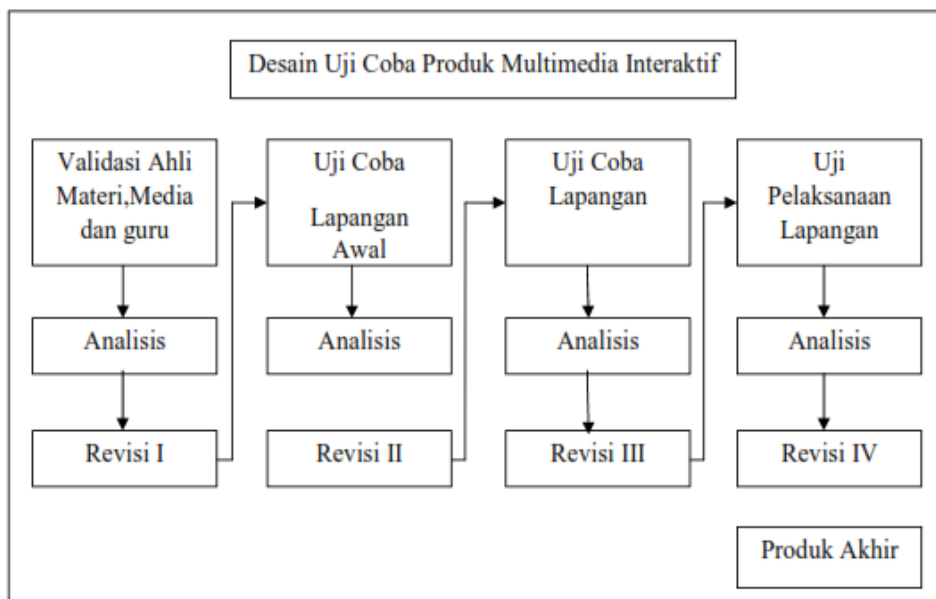 Desain Uji Coba Produk Multimedia Interaktif
Validasi Ahli
Materi,Media
dan guru
Analisis
Revisi I
Uji Coba
Lapangan
Awal
Analisis
Revisi II
Uji Coba
Lapangan
Analisis
Revisi III
Uji
Pelaksanaan
Lapangan
Analisis
Revisi IV
Produk Akhir